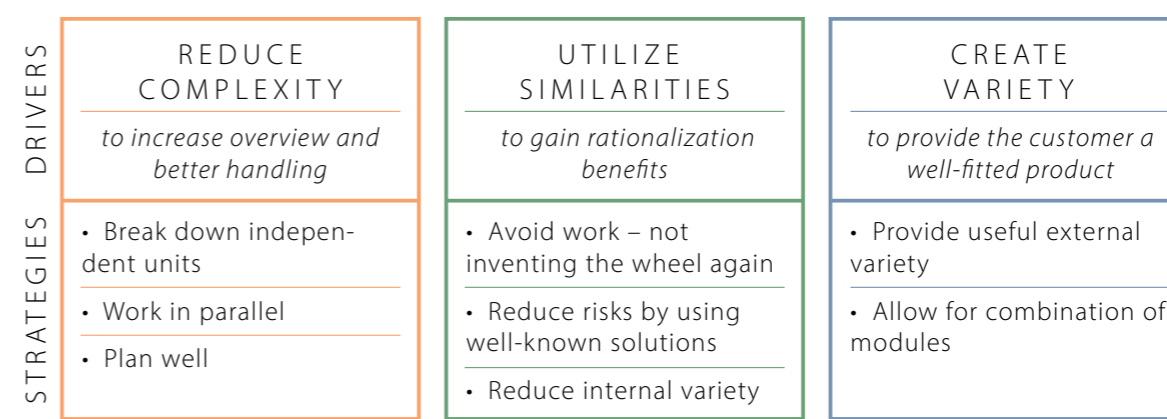 DRIVERS
REDUCE
COMPLEXITY
to increase overview and
better handling
UTILIZE
SIMILARITIES
to gain rationalization
benefits
CREATE
VARIETY
to provide the customer a
well-fitted product
STRATEGIES
• Break down indepen-
dent units
• Work in parallel
• Plan well
• Avoid work – not
inventing the wheel again
• Reduce risks by using
well-known solutions
• Reduce internal variety
• Provide useful external
variety
• Allow for combination of
modules